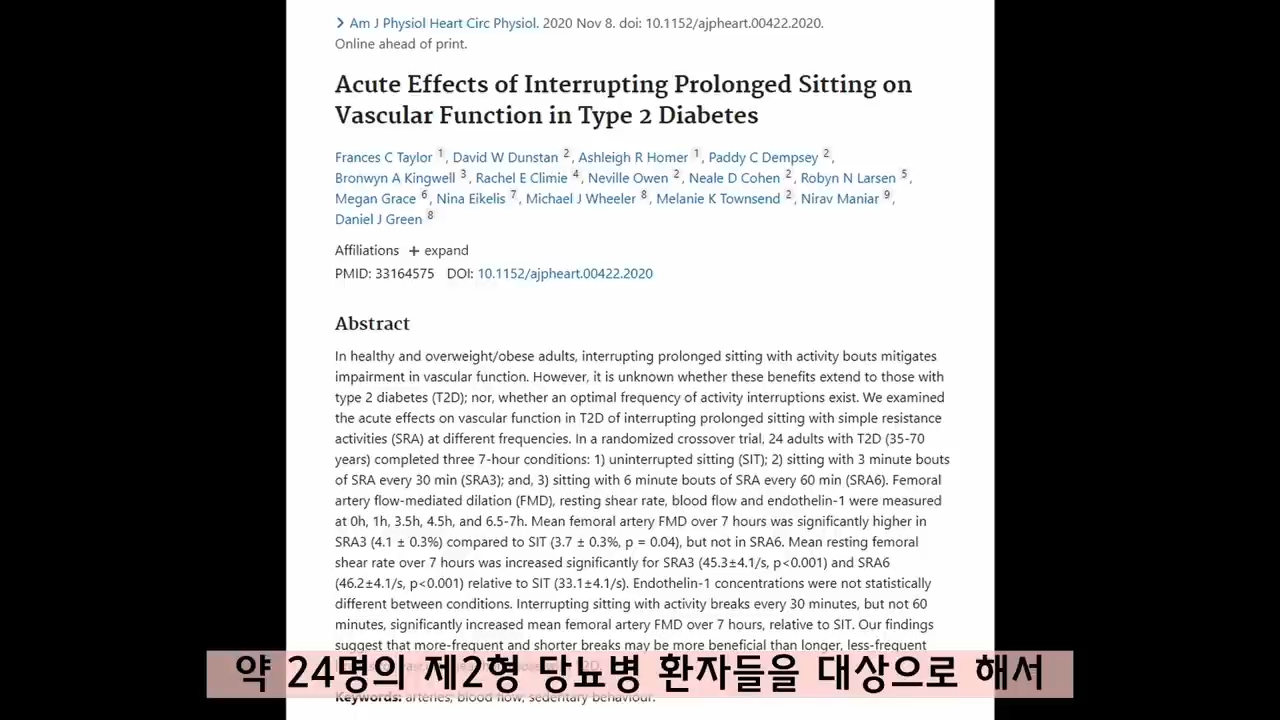 Am J Physiol Heart Circ Physiol. 2020 Nov 8. doi: 10.1152/ajpheart.00422.2020.
Online ahead of print.
Acute Effects of Interrupting Prolonged Sitting on
Vascular Function in Type 2 Diabetes
Frances C Taylor 1, David W Dunstan 2, Ashleigh R Homer 1, Paddy C Dempsey 2,
Bronwyn A Kingwell 3, Rachel E Climie 4, Neville Owen 2, Neale D Cohen 2, Robyn N Larsen 5,
Megan Grace 6, Nina Eikelis 7, Michael J Wheeler 8, Melanie K Townsend 2, Nirav Maniar 9,
Daniel J Green 8
Affiliations + expand
PMID: 33164575 DOI: 10.1152/ajpheart.00422.2020
Abstract
In healthy and overweight/obese adults, interrupting prolonged sitting with activity bouts mitigates
impairment in vascular function. However, it is unknown whether these benefits extend to those with
type 2 diabetes (T2D); nor, whether an optimal frequency of activity interruptions exist. We examined
the acute effects on vascular function in T2D of interrupting prolonged sitting with simple resistance
activities (SRA) at different frequencies. In a randomized crossover trial, 24 adults with T2D (35-70
years) completed three 7-hour conditions: 1) uninterrupted sitting (SIT); 2) sitting with 3 minute bouts
of SRA every 30 min (SRA3); and, 3) sitting with 6 minute bouts of SRA every 60 min (SRA6). Femoral
artery flow-mediated dilation (FMD), resting shear rate, blood flow and endothelin-1 were measured
at 0h, 1h, 3.5h, 4.5h, and 6.5-7h. Mean femoral artery FMD over 7 hours was significantly higher in
SRA3 (4.1 ± 0.3%) compared to SIT (3.7 ± 0.3%, p = 0.04), but not in SRA6. Mean resting femoral
shear rate over 7 hours was increased significantly for SRA3 (45.3±4.1/s, p<0.001) and SRA6
(46.2±4.1/s, p<0.001) relative to SIT (33.1±4.1/s). Endothelin-1 concentrations were not statistically
different between conditions. Interrupting sitting with activity breaks every 30 minutes, but not 60
minutes, significantly increased mean femoral artery FMD over 7 hours, relative to SIT. Our findings
suggest that more-frequent and shorter breaks may be more beneficial than longer, less-frequent
약 24명의 제2형 당뇨병 환자들을 대상으로 해서
Keywords: arteries; blood flow; sedentary behaviour.